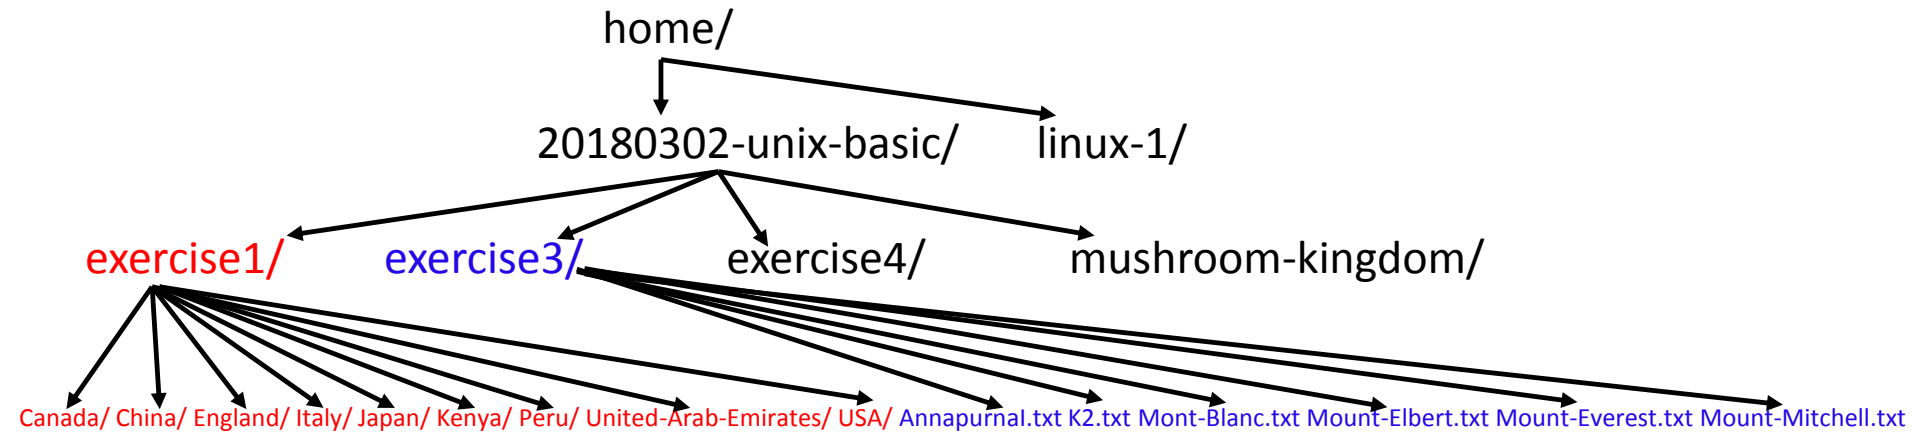 home/
20180302-unix-basic/ linux-1/
exercise1/ exercise3/ exercise4/ mushroom-kingdom/
Canada/ China/ England/ Italy/ Japan/ Kenya/ Peru/ United-Arab-Emirates/ USA/ AnnapurnaI.txt K2.txt Mont-Blanc.txt Mount-Elbert.txt Mount-Everest.txt Mount-Mitchell.txt